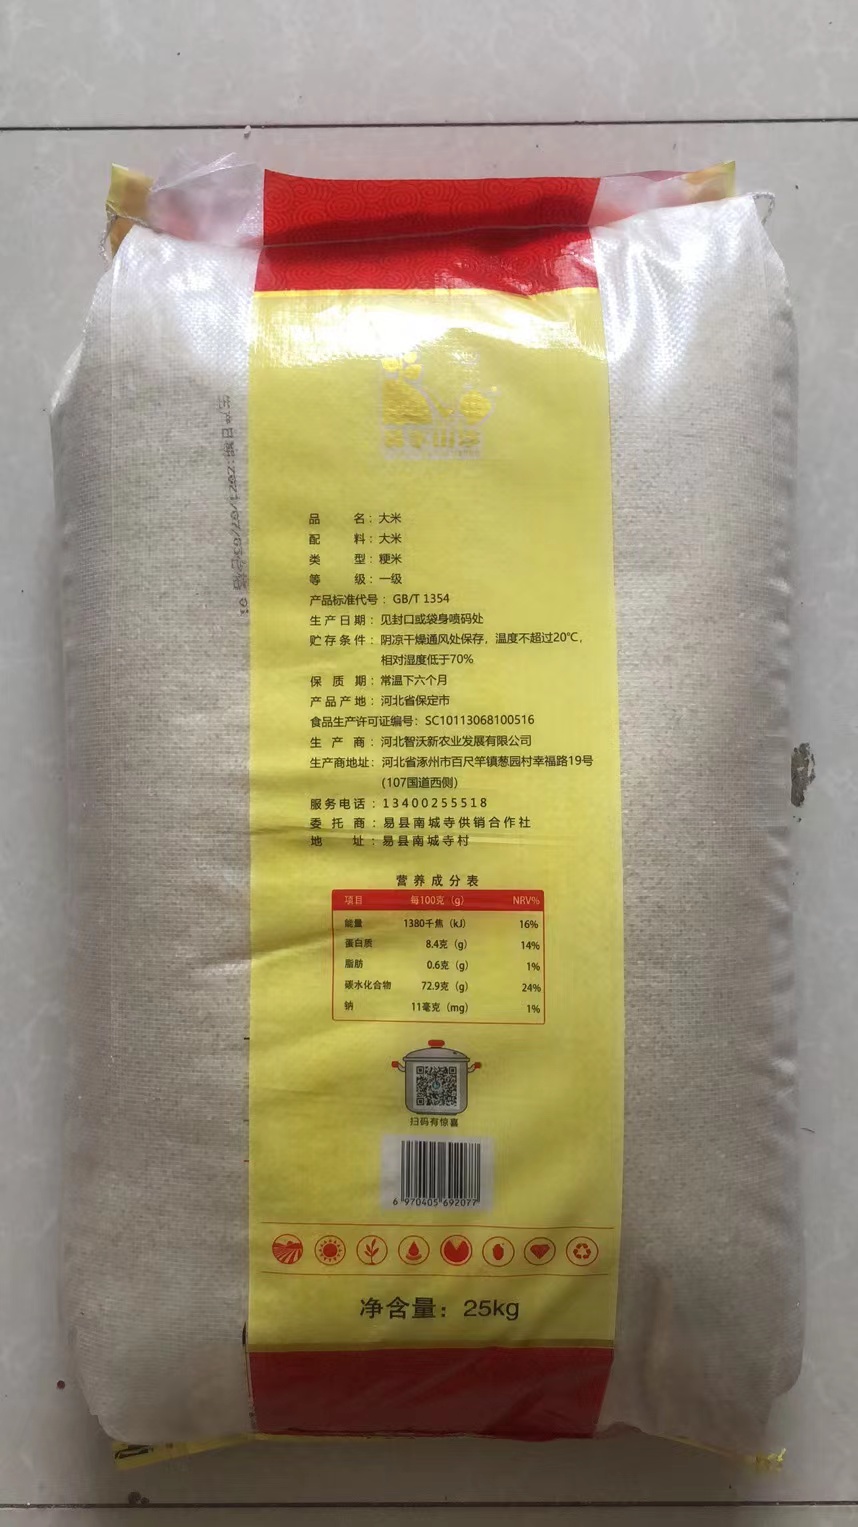 品名：大米
配料：大米
类型：粳米
等级：一级
产品标准代号：GB/T 1354
生产日期：见封口或袋身喷码处
贮存条件：阴凉干燥通风处保存，温度不超过20℃，
相对湿度低于70%
保质期：常温下六个月
产品产地：河北省保定市
食品生产许可证编号：SC10113068100516
生产商：河北智沃新农业发展有限公司
生产商地址：河北省涿州市百尺竿镇葱园村幸福路19号
(107国道西侧)
服务电话：13400255518
委托商：易县南城寺供销合作社
地址：易县南城寺村
营养成分表
项目 每100克（g） NRV%
能量 1380千焦（kJ） 16%
蛋白质 8.4克（g） 14%
脂肪 0.6克（g） 1%
碳水化合物 72.9克（g） 24%
钠 11毫克（mg） 1%
扫码有惊喜
6 970405 692077
净含量：25kg
生产日期: